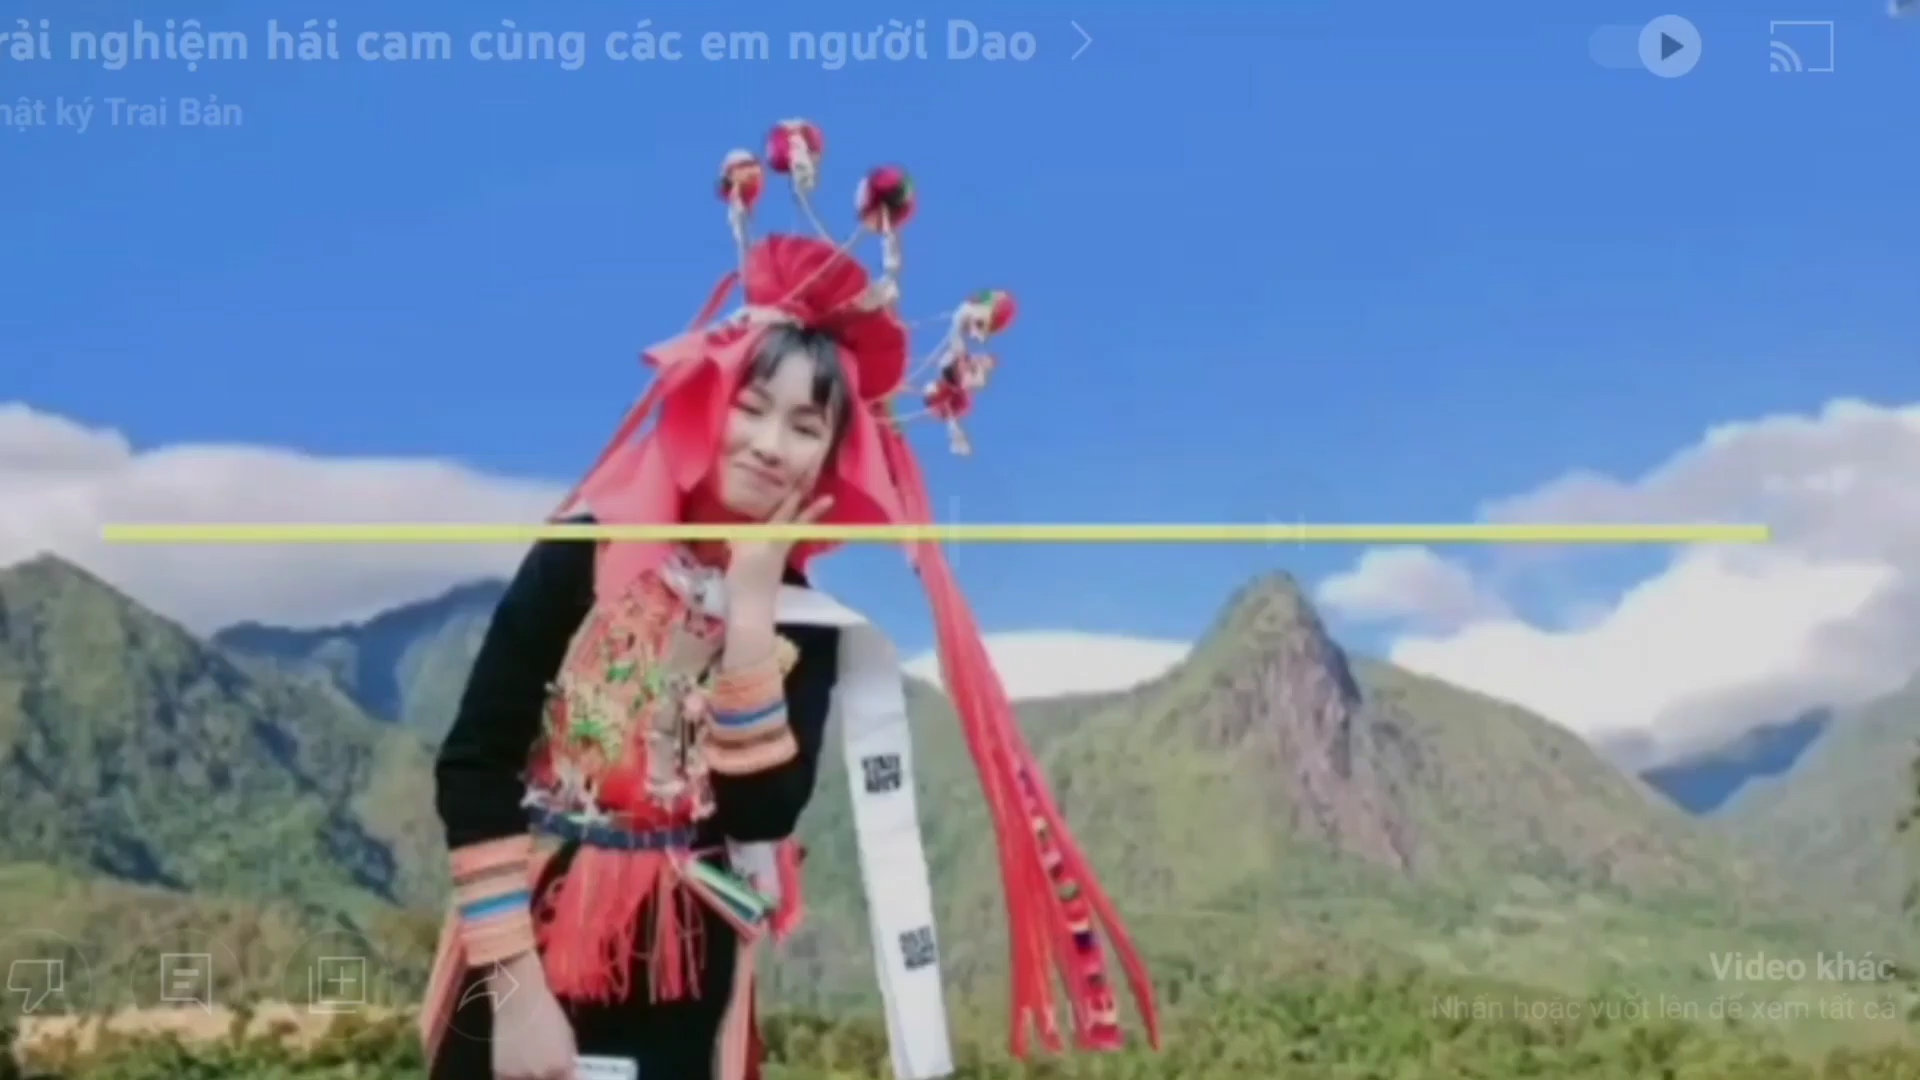 rải nghiệm hái cam cùng các em người Dao
hật ký Trai Bản
Video khác
Nhấn hoặc vuốt lên để xem tất cả